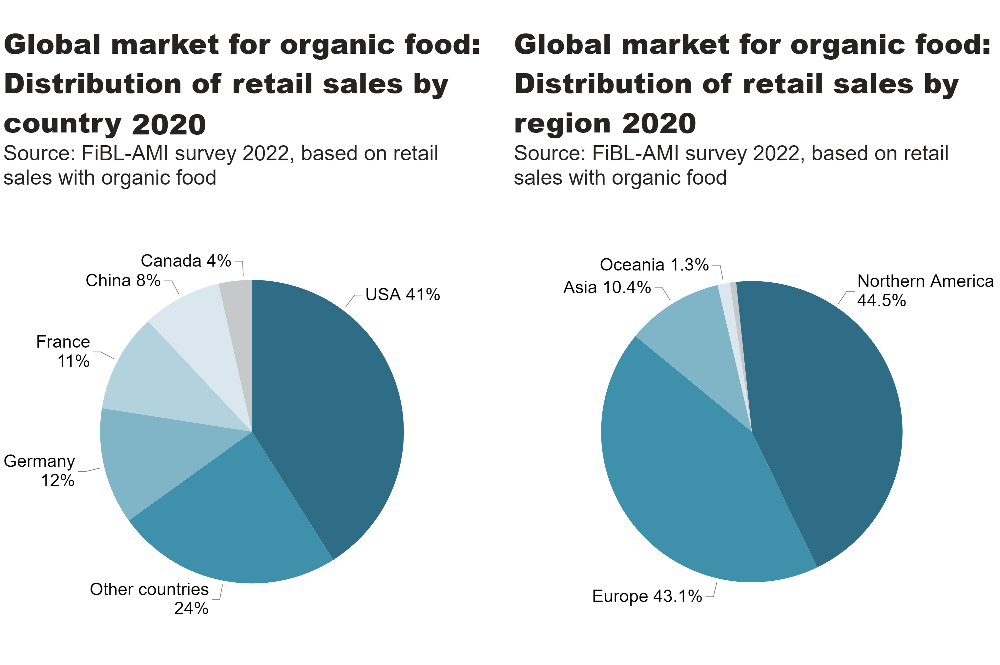 Global market for organic food:
Distribution of retail sales by
country 2020
Source: FiBL-AMI survey 2022, based on retail
sales with organic food
Canada 4%
China 8%
USA 41%
France
11%
Germany
12%
Other countries
24%
Global market for organic food:
Distribution of retail sales by
region 2020
Source: FiBL-AMI survey 2022, based on retail
sales with organic food
Oceania 1.3%
Asia 10.4%
Northern America
44.5%
Europe 43.1%